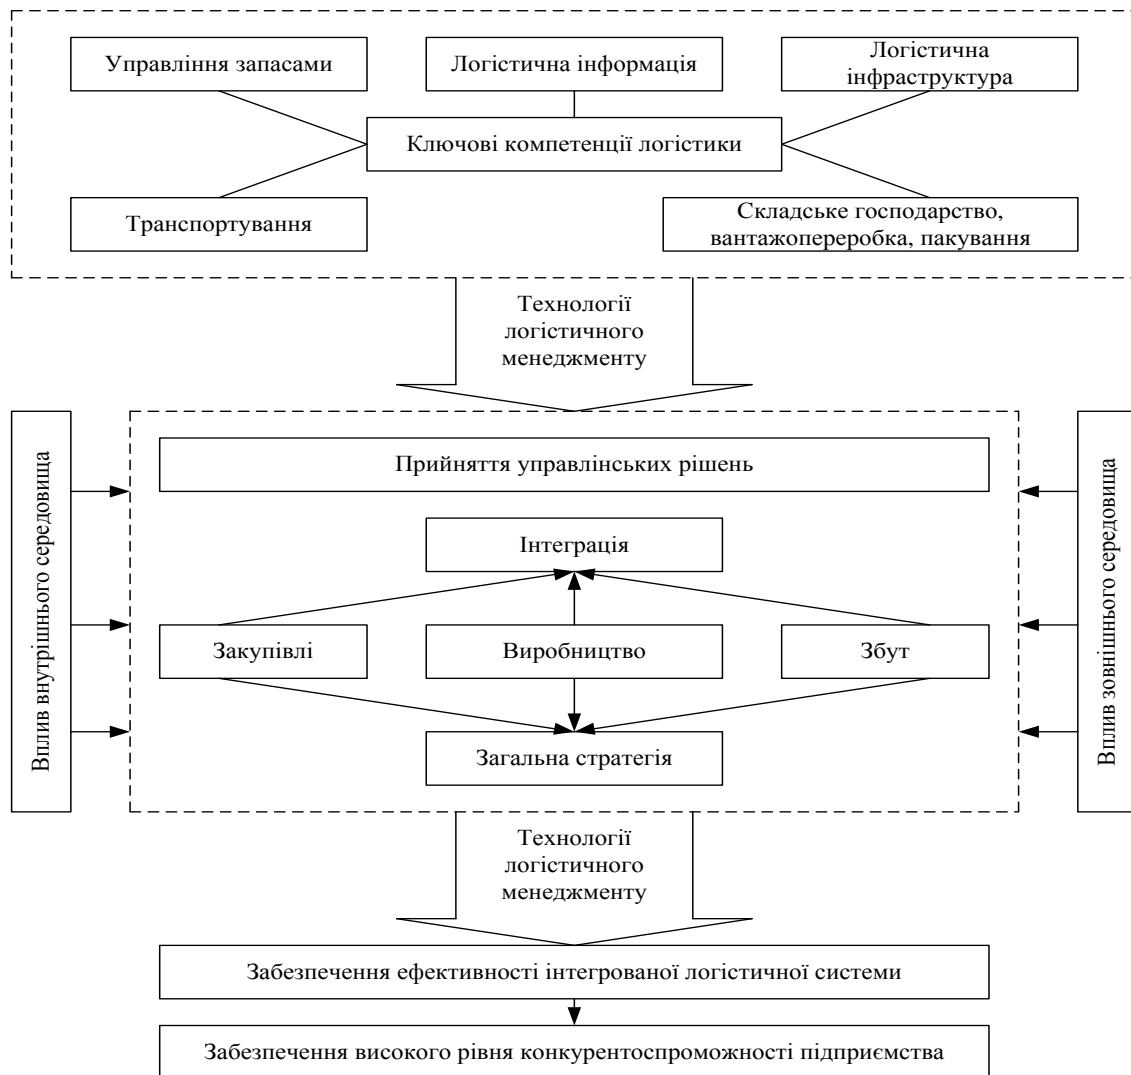 Управління запасами
Логістична інформація
Логістична
інфраструктура
Ключові компетенції логістики
Транспортування
Складське господарство,
вантажопереробка, пакування
Технології
логістичного
менеджменту
Вплив внутрішнього середовища
Прийняття управлінських рішень
Інтеграція
Закупівлі
Виробництво
Збут
Загальна стратегія
Вплив зовнішнього середовища
Технології
логістичного
менеджменту
Забезпечення ефективності інтегрованої логістичної системи
Забезпечення високого рівня конкурентоспроможності підприємства